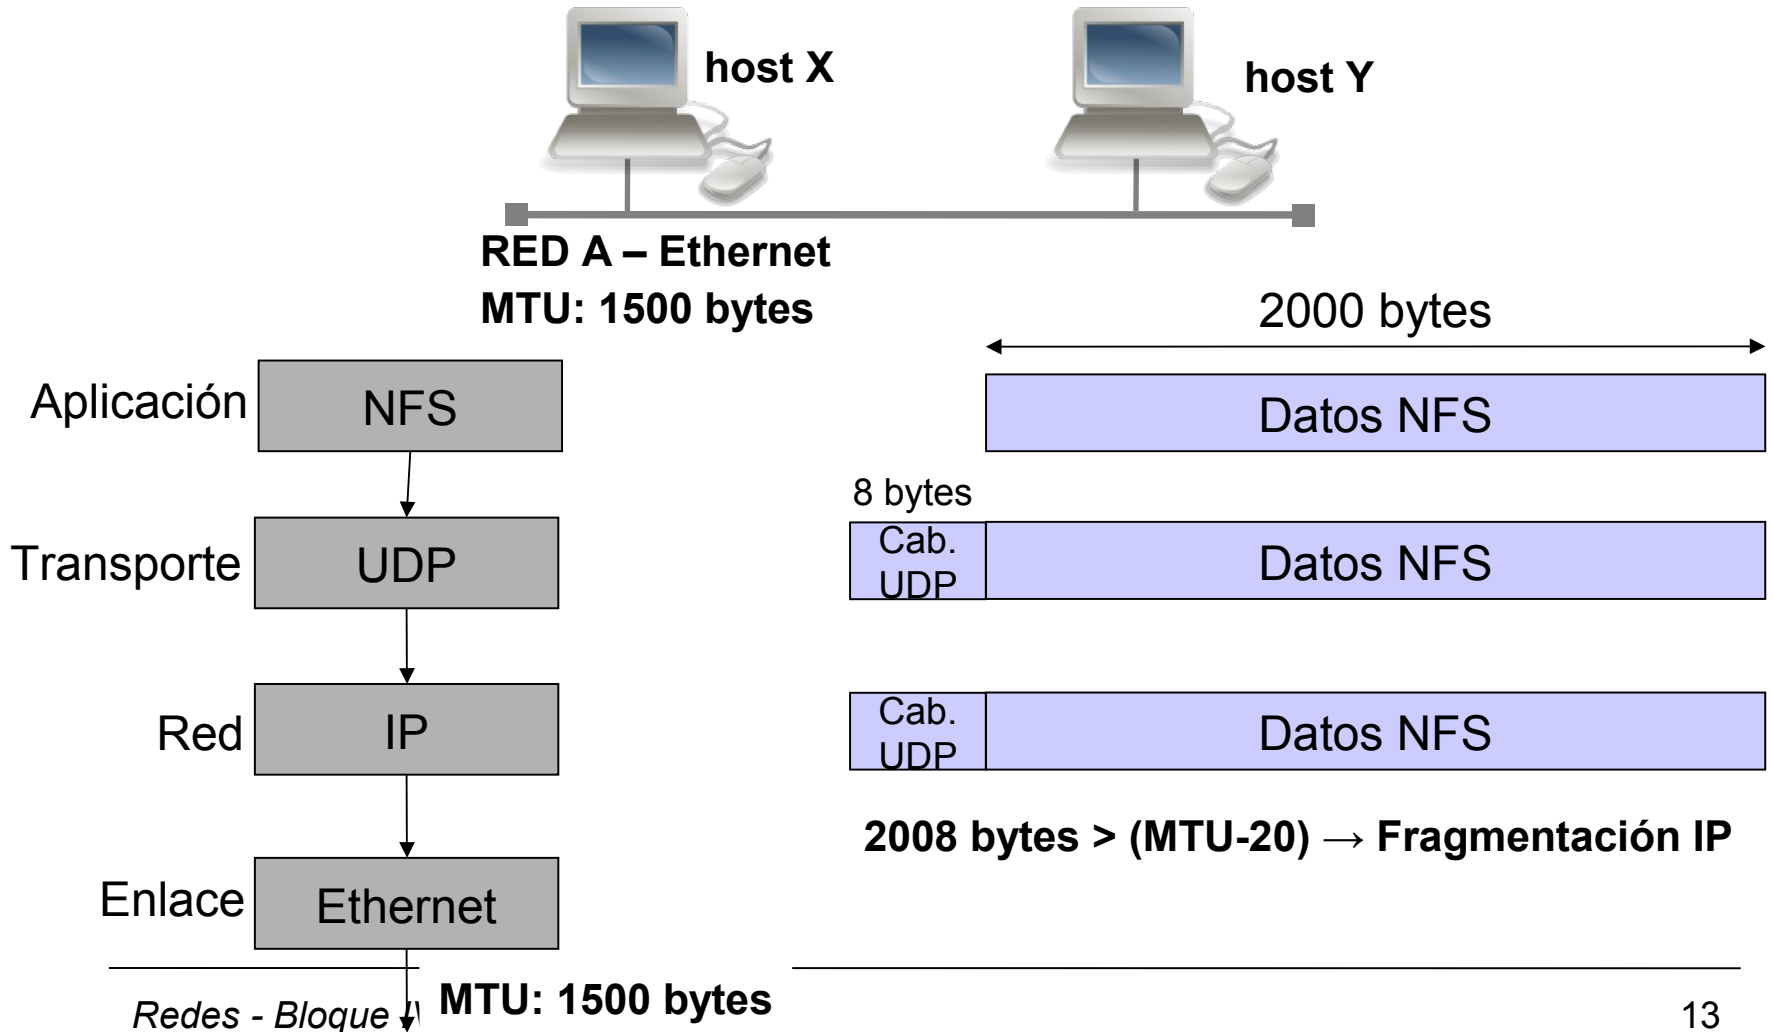 host X
host Y
RED A – Ethernet
MTU: 1500 bytes
2000 bytes
Aplicación
NFS
Datos NFS
8 bytes
Transporte
UDP
Cab.
UDP
Datos NFS
Red
IP
Cab.
UDP
Datos NFS
2008 bytes > (MTU-20) → Fragmentación IP
Enlace
Ethernet
MTU: 1500 bytes
Redes - Bloque
13